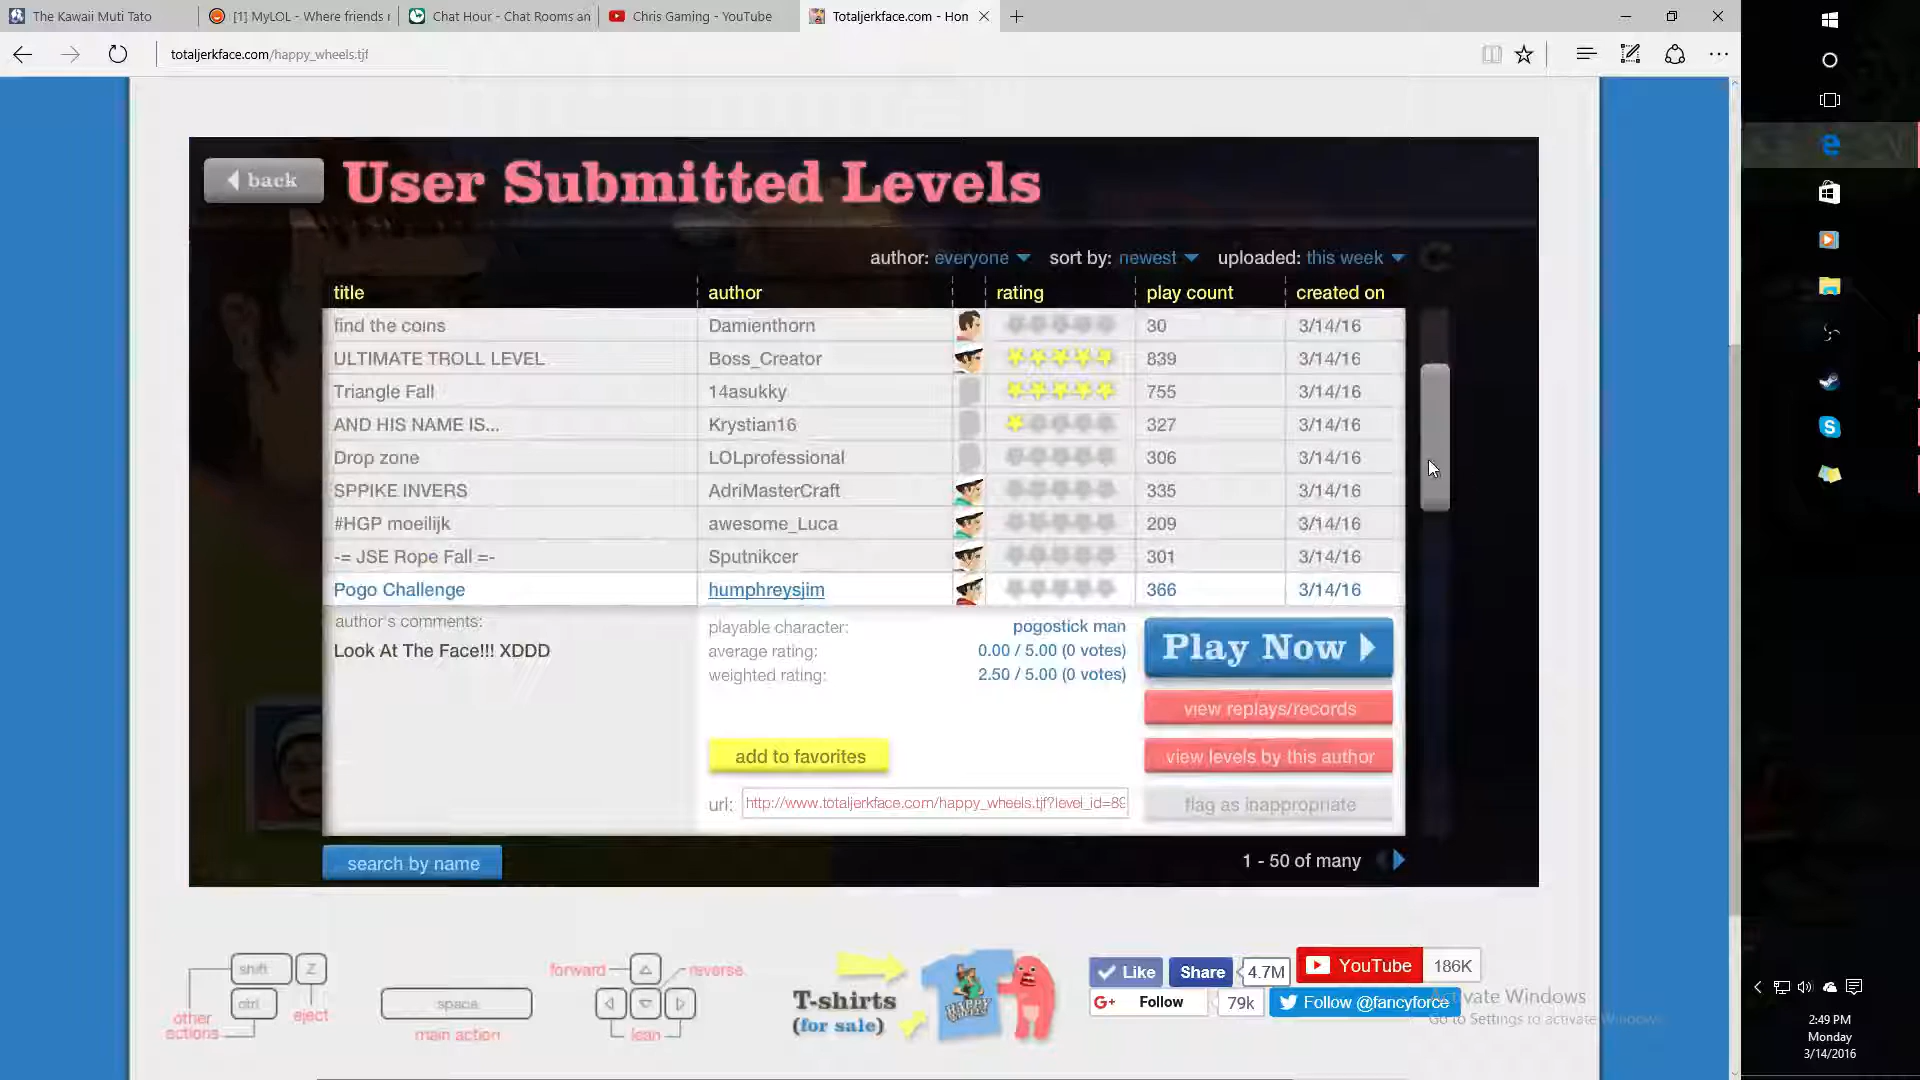 The Kawaii Muti Tato
[1] MyLOL - Where friends
Chat Hour - Chat Rooms an
Chris Gaming - YouTube
Totaljerkface.com - Hon
totaljerkface.com/happy_wheels.tjf
back
User Submitted Levels
author: everyone
sort by: newest
uploaded: this week
title author rating play count created on
find the coins Damienthorn 30 3/14/16
ULTIMATE TROLL LEVEL Boss_Creator 839 3/14/16
Triangle Fall 14asukky 755 3/14/16
AND HIS NAME IS... Krystian16 327 3/14/16
Drop zone LOLprofessional 306 3/14/16
SPPIKE INVERS AdriMasterCraft 335 3/14/16
#HGP moeilijk awesome_Luca 209 3/14/16
-= JSE Rope Fall =- Sputnikcer 301 3/14/16
Pogo Challenge humphreysjim 366 3/14/16
author's comments:
Look At The Face!!! XDDD
playable character: pogostick man
average rating: 0.00 / 5.00 (0 votes)
weighted rating: 2.50 / 5.00 (0 votes)
Play Now
view replays/records
add to favorites
view levels by this author
url: http://www.totaljerkface.com/happy_wheels.tjf?level_id=89
flag as inappropriate
search by name
1 - 50 of many
shift
Z
ctrl
other actions
eject
space
main action
forward
reverse
lean
T-shirts
(for sale)
Like
Share
4.7M
YouTube
186K
G+ Follow
79k
Follow @fancyforce
Activate Windows
Go to Settings to activate Windows.
2:49 PM
Monday
3/14/2016